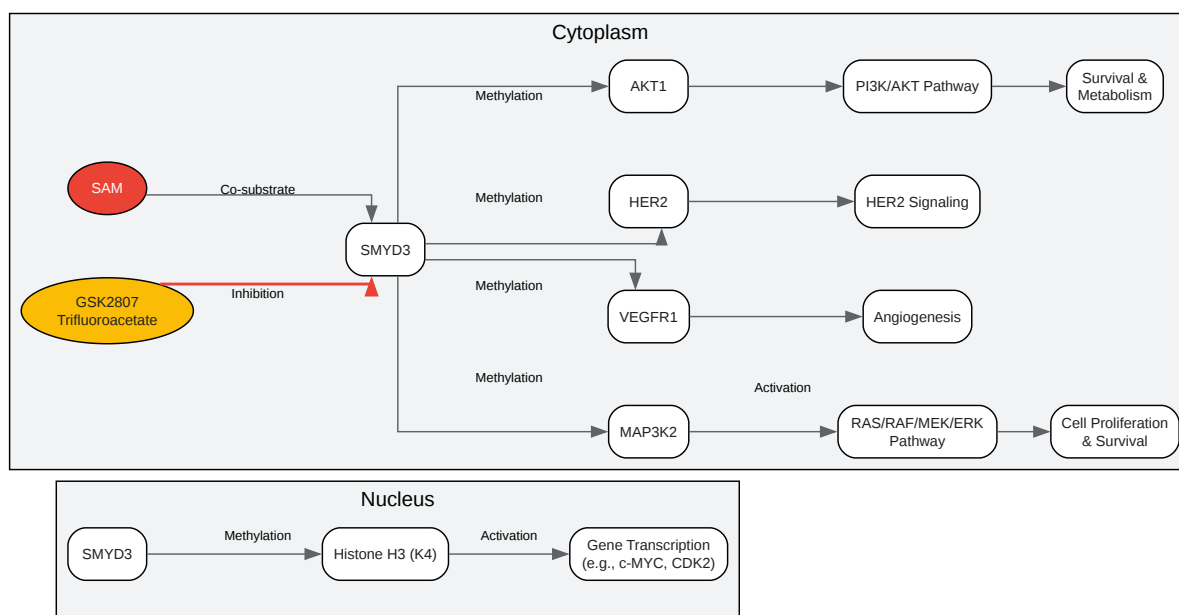 Cytoplasm
Methylation
AKT1
PI3K/AKT Pathway
Survival &
Metabolism
SAM
Co-substrate
Methylation
HER2
HER2 Signaling
SMYD3
GSK2807
Trifluoroacetate
Inhibition
Methylation
VEGFR1
Angiogenesis
Methylation
Activation
MAP3K2
RAS/RAF/MEK/ERK
Pathway
Cell Proliferation
& Survival
Nucleus
SMYD3
Methylation
Histone H3 (K4)
Activation
Gene Transcription
(e.g., c-MYC, CDK2)